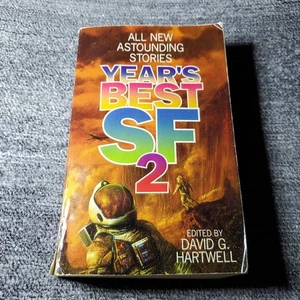 ALL NEW
ASTOUNDING
STORIES
YEAR'S
BEST
SF
2
EDITED BY
DAVID G.
HARTWELL